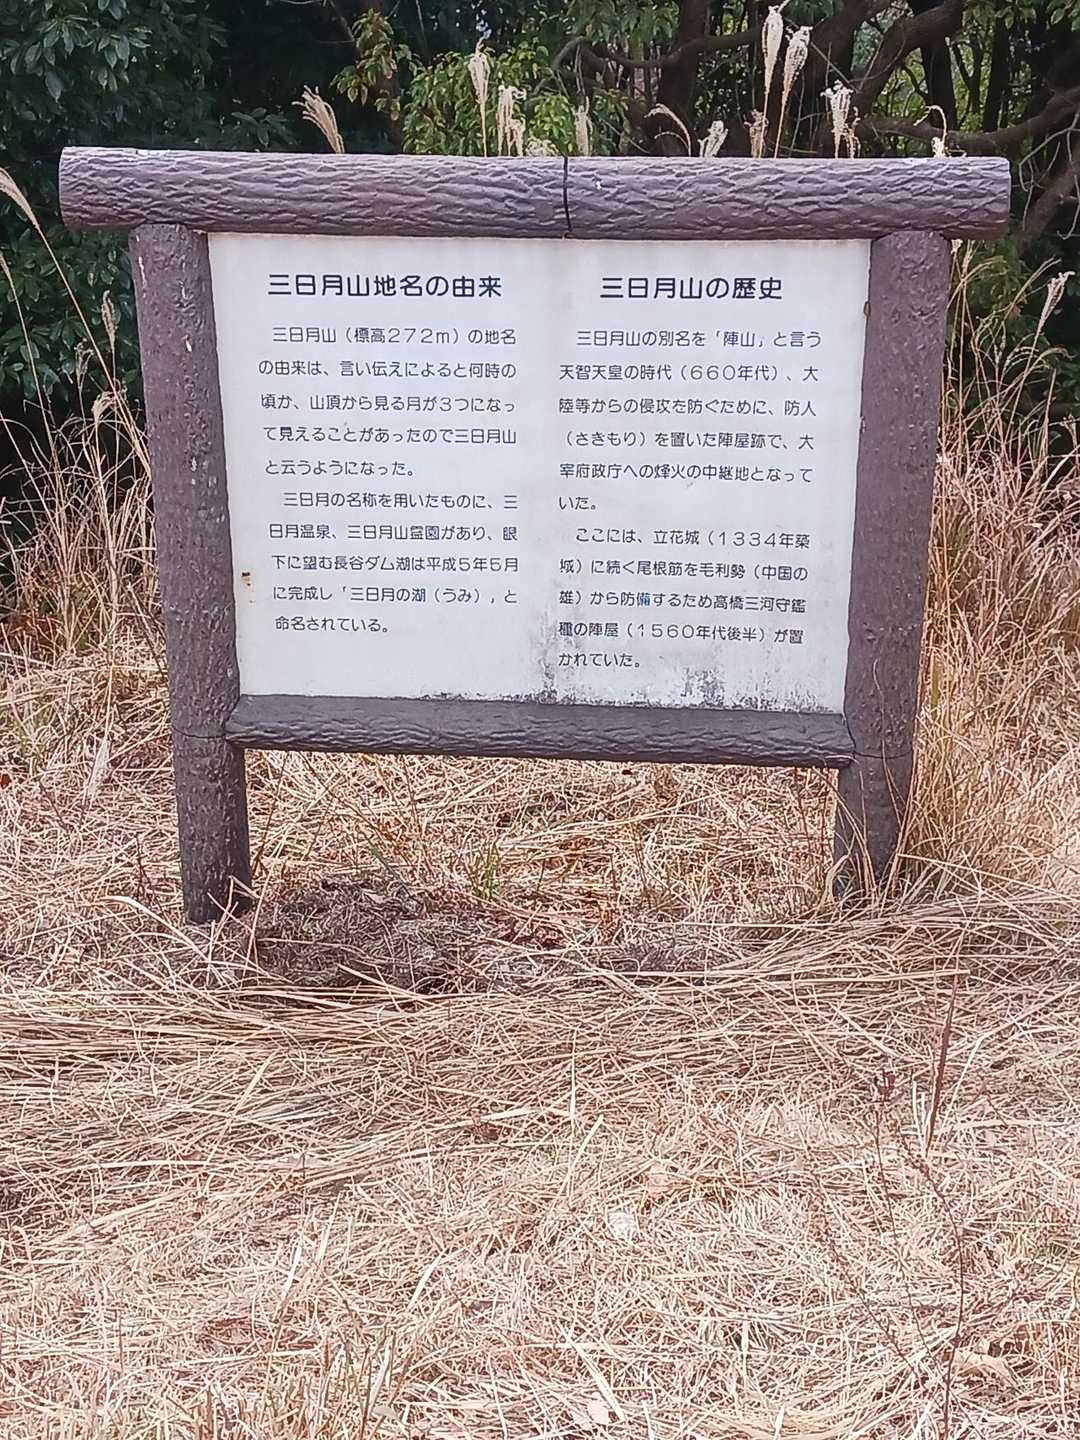 三日月山地名の由来
三日月山（標高２７２ｍ）の地名
の由来は、言い伝えによると何時の
頃か、山頂から見る月が３つになっ
て見えることがあったので三日月山
と云うようになった。
三日月の名称を用いたものに、三
日月温泉、三日月山霊園があり、眼
下に望む長谷ダム湖は平成５年５月
に完成し「三日月の湖（うみ）」と
命名されている。
三日月山の歴史
三日月山の別名を「陣山」と言う
天智天皇の時代（６６０年代）、大
陸等からの侵攻を防ぐために、防人
（さきもり）を置いた陣屋跡で、大
宰府政庁への烽火の中継地となって
いた。
ここには、立花城（１３３４年築
城）に続く尾根筋を毛利勢（中国の
雄）から防備するため高橋三河守鑑
種の陣屋（１５６０年代後半）が置
かれていた。